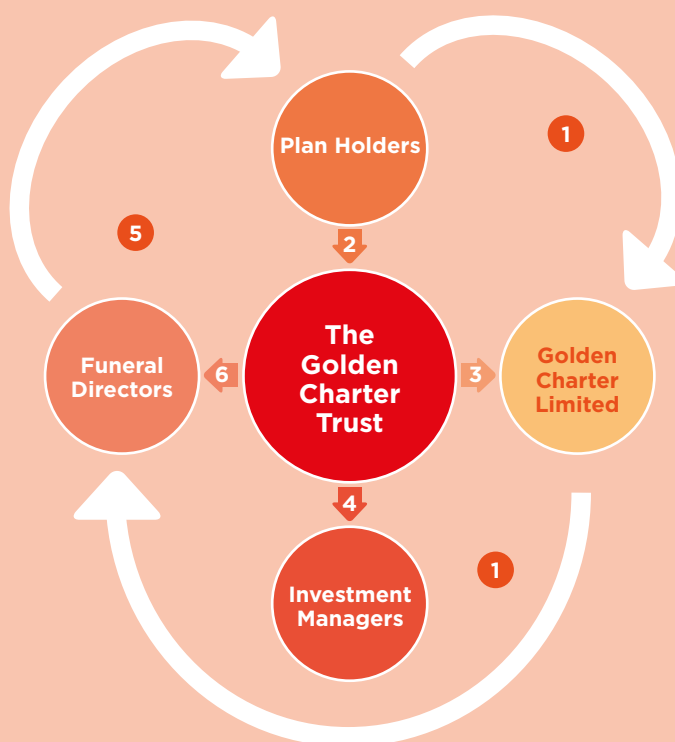 Plan Holders
1
2
5
The
Golden
Charter
Trust
Funeral
Directors
6
3
Golden
Charter
Limited
4
1
Investment
Managers